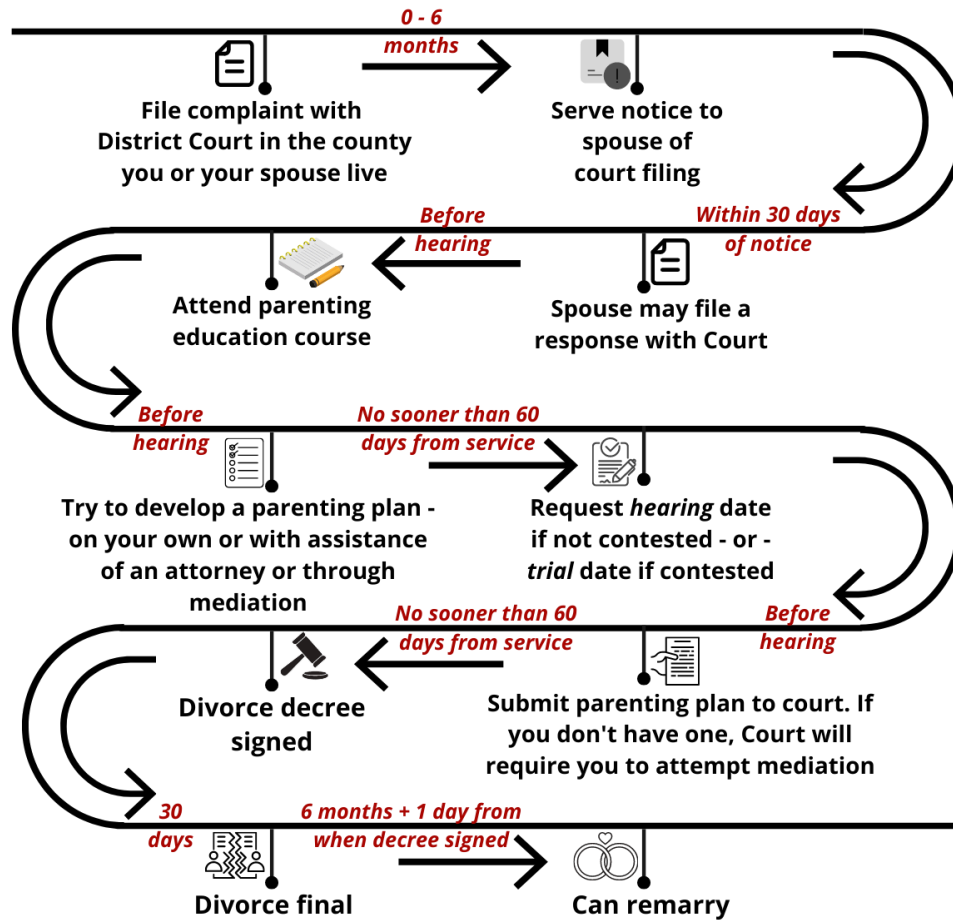 0 - 6
months
File complaint with
District Court in the county
you or your spouse live
Serve notice to
spouse of
court filing
Within 30 days
of notice
Spouse may file a
response with Court
Before
hearing
Attend parenting
education course
Before
hearing
Try to develop a parenting plan -
on your own or with assistance
of an attorney or through
mediation
No sooner than 60
days from service
Request hearing date
if not contested - or -
trial date if contested
Before
hearing
Submit parenting plan to court. If
you don't have one, Court will
require you to attempt mediation
No sooner than 60
days from service
Divorce decree
signed
30
days
Divorce final
6 months + 1 day from
when decree signed
Can remarry